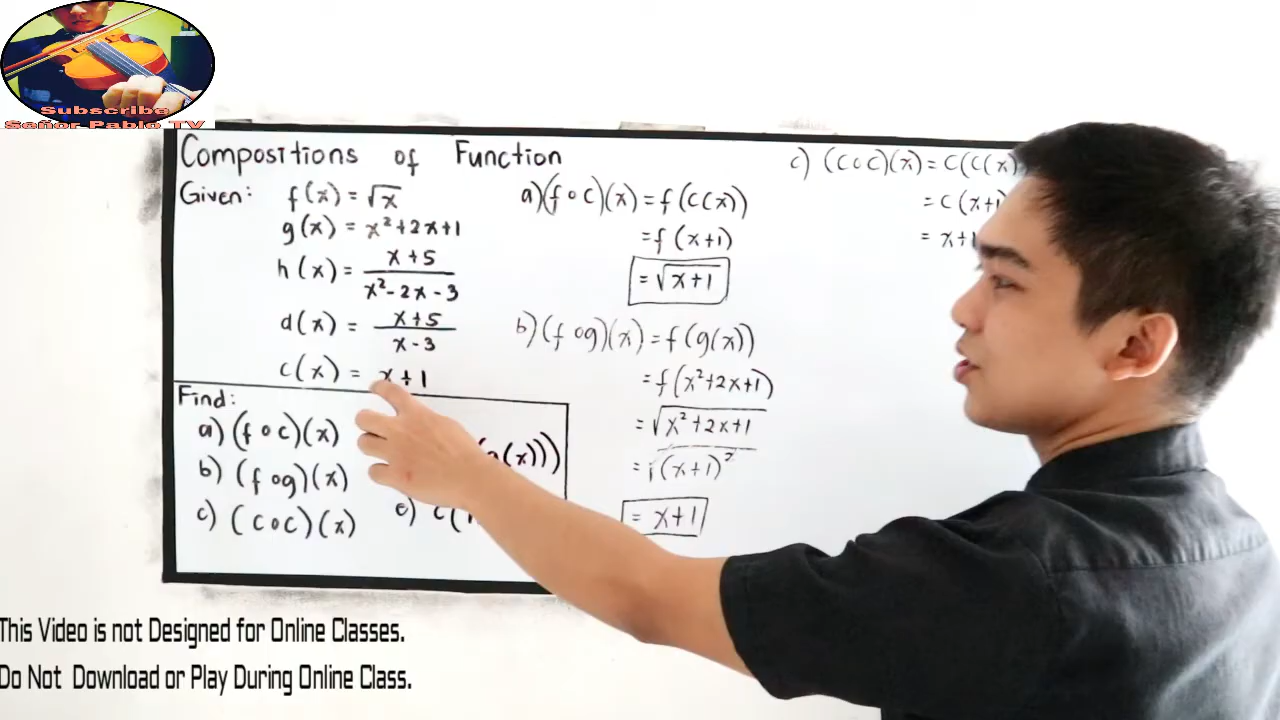 Subscribe
Señor Pablo TV
Compositions of Function
Given: f(x) = √x
g(x) = x²+2x+1
h(x) = x+5
x²-2x-3
d(x) = x+5
x-3
c(x) = x+1
Find:
a) (f∘c)(x)
b) (f∘g)(x)
c) (c∘c)(x)
(g(x)))
e) c(
a) (f∘c)(x) = f(c(x))
= f(x+1)
= √x+1
b) (f∘g)(x) = f(g(x))
= f(x²+2x+1)
= √x²+2x+1
= √(x+1)²
= x+1
c) (c∘c)(x) = c(c(x)
= c(x+1
= x+1
This Video is not Designed for Online Classes.
Do Not Download or Play During Online Class.